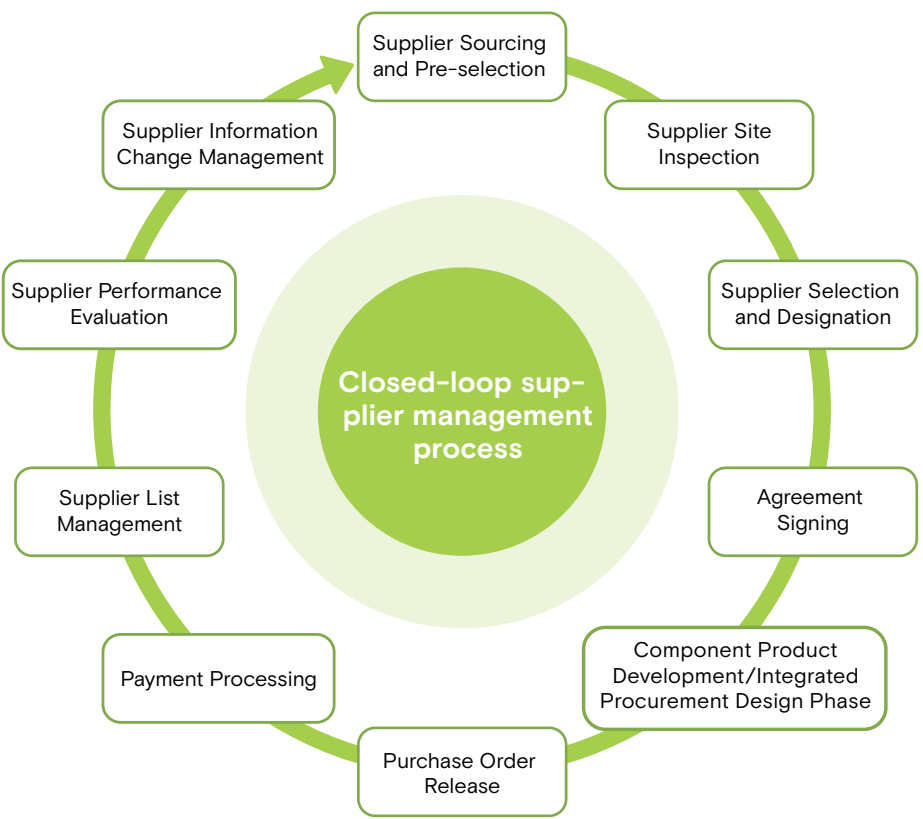 Supplier Sourcing
and Pre-selection
Supplier Site
Inspection
Supplier Selection
and Designation
Agreement
Signing
Component Product
Development/Integrated
Procurement Design Phase
Purchase Order
Release
Payment Processing
Supplier List
Management
Supplier Performance
Evaluation
Supplier Information
Change Management
Closed-loop sup-
plier management
process